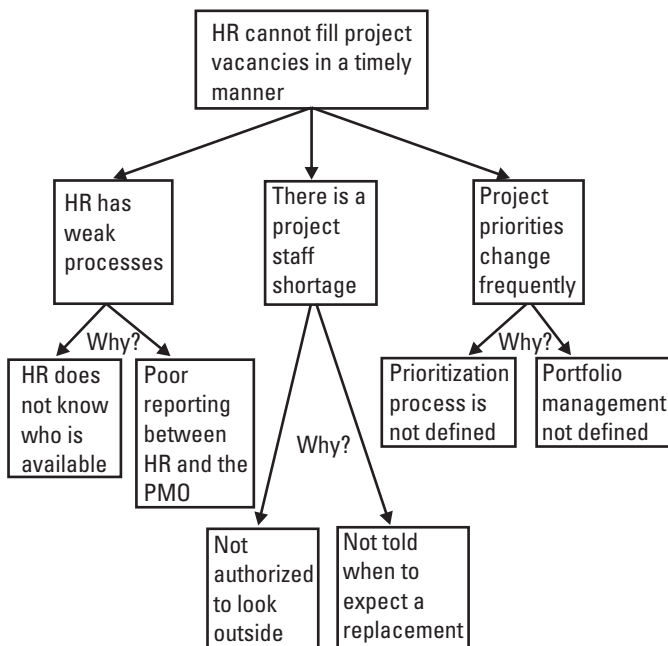 HR cannot fill project
vacancies in a timely
manner
HR has
weak
processes
There is a
project
staff
shortage
Project
priorities
change
frequently
Why?
Why?
HR does
not know
who is
available
Poor
reporting
between
HR and the
PMO
Prioritization
process is
not defined
Portfolio
management
not defined
Why?
Not
authorized
to look
outside
Not told
when to
expect a
replacement